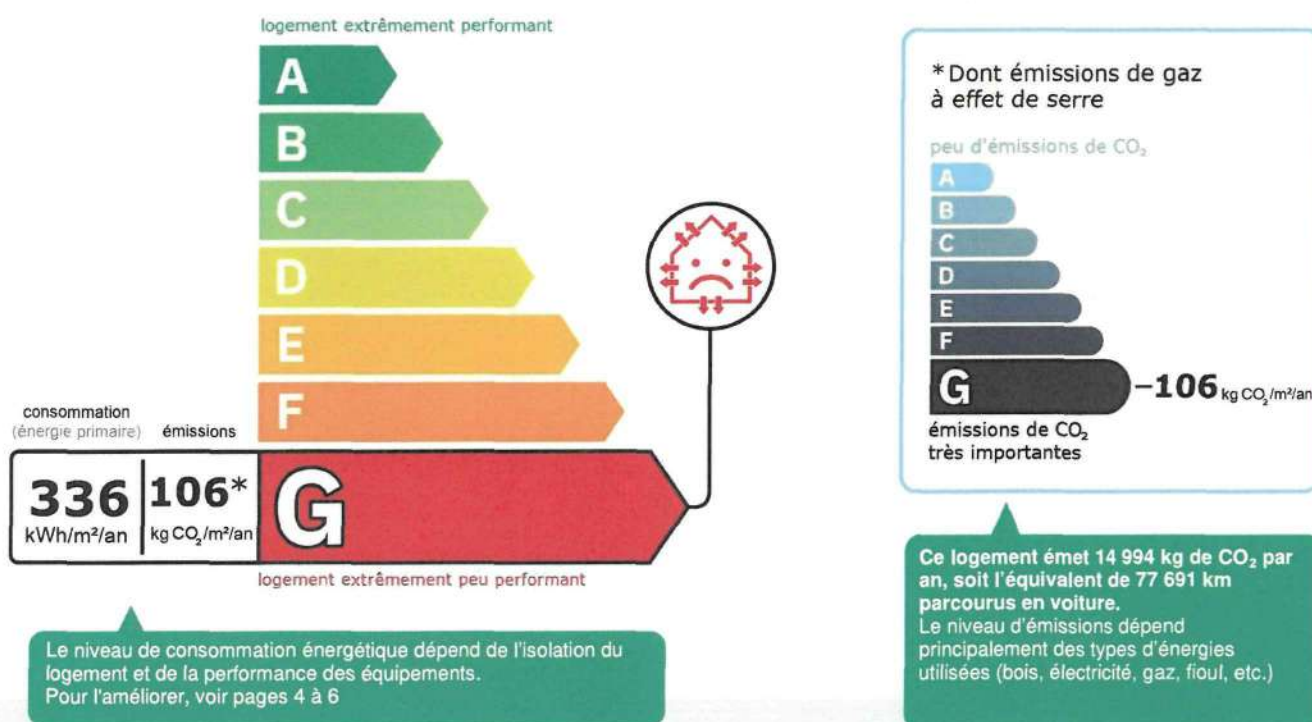 logement extrêmement performant
A
B
C
D
E
F
consommation
(énergie primaire) émissions
336 106* G
kWh/m²/an kg CO₂/m²/an
logement extrêmement peu performant
Le niveau de consommation énergétique dépend de l'isolation du
logement et de la performance des équipements.
Pour l'améliorer, voir pages 4 à 6
* Dont émissions de gaz
à effet de serre
peu d'émissions de CO₂
A
B
C
D
E
F
G –106 kg CO₂/m²/an
émissions de CO₂
très importantes
Ce logement émet 14 994 kg de CO₂ par
an, soit l'équivalent de 77 691 km
parcourus en voiture.
Le niveau d'émissions dépend
principalement des types d'énergies
utilisées (bois, électricité, gaz, fioul, etc.)